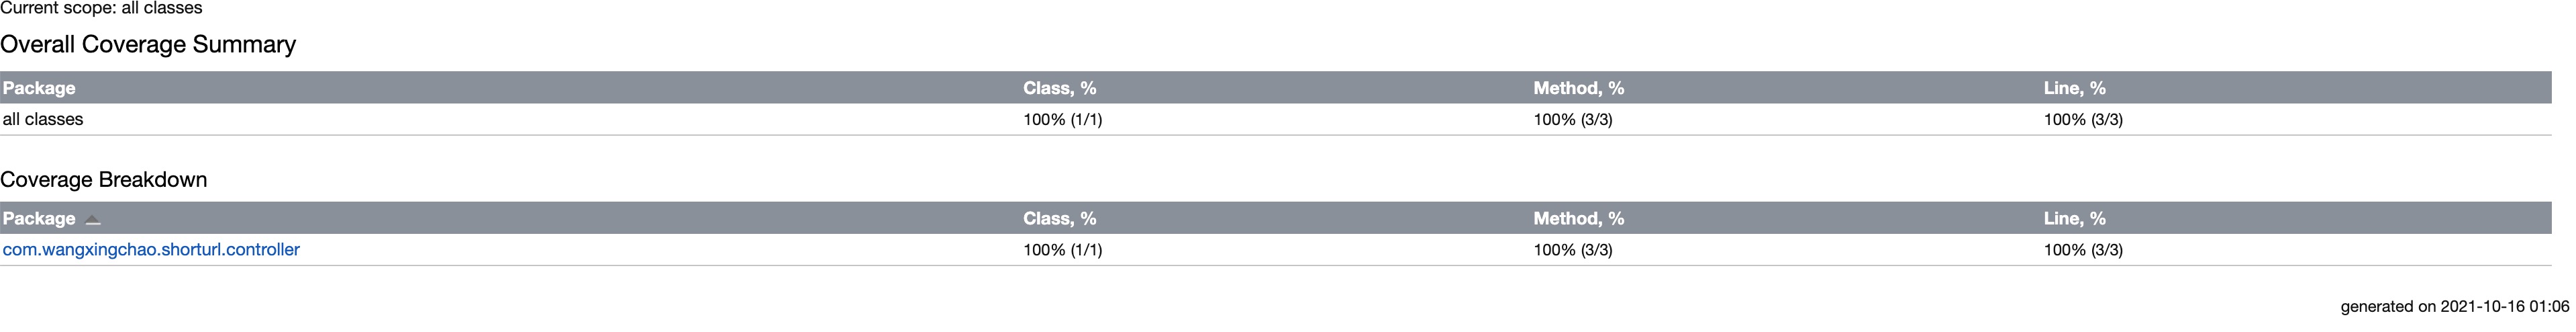 Current scope: all classes
Overall Coverage Summary
Package Class, % Method, % Line, %
all classes 100% (1/1) 100% (3/3) 100% (3/3)
Coverage Breakdown
Package Class, % Method, % Line, %
com.wangxingchao.shorturl.controller 100% (1/1) 100% (3/3) 100% (3/3)
generated on 2021-10-16 01:06